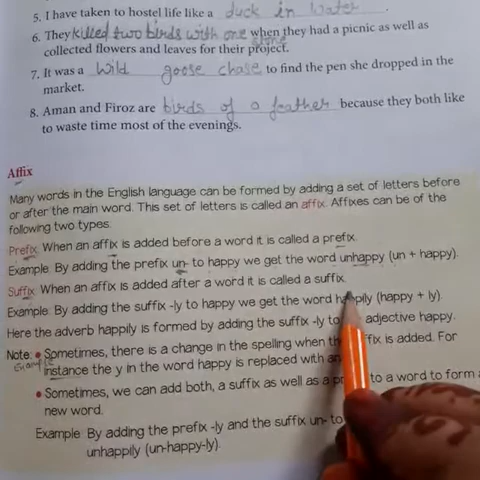 5. I have taken to hostel life like a duck in water.
6. They killed two birds with one stone when they had a picnic as well as
collected flowers and leaves for their project.
7. It was a wild goose chase to find the pen she dropped in the
market.
8. Aman and Firoz are birds of a feather because they both like
to waste time most of the evenings.
Affix
Many words in the English language can be formed by adding a set of letters before
or after the main word. This set of letters is called an affix. Affixes can be of the
following two types.
Prefix: When an affix is added before a word it is called a prefix.
Example: By adding the prefix un- to happy we get the word unhappy (un + happy).
Suffix: When an affix is added after a word it is called a suffix.
Example: By adding the suffix -ly to happy we get the word happily (happy + ly).
Here the adverb happily is formed by adding the suffix -ly to adjective happy.
Note: • Sometimes, there is a change in the spelling when the is added. For
Example
instance the y in the word happy is replaced with an
• Sometimes, we can add both, a suffix as well as a to a word to form a
new word.
Example: By adding the prefix -ly and the suffix un- to
unhappily (un-happy-ly).